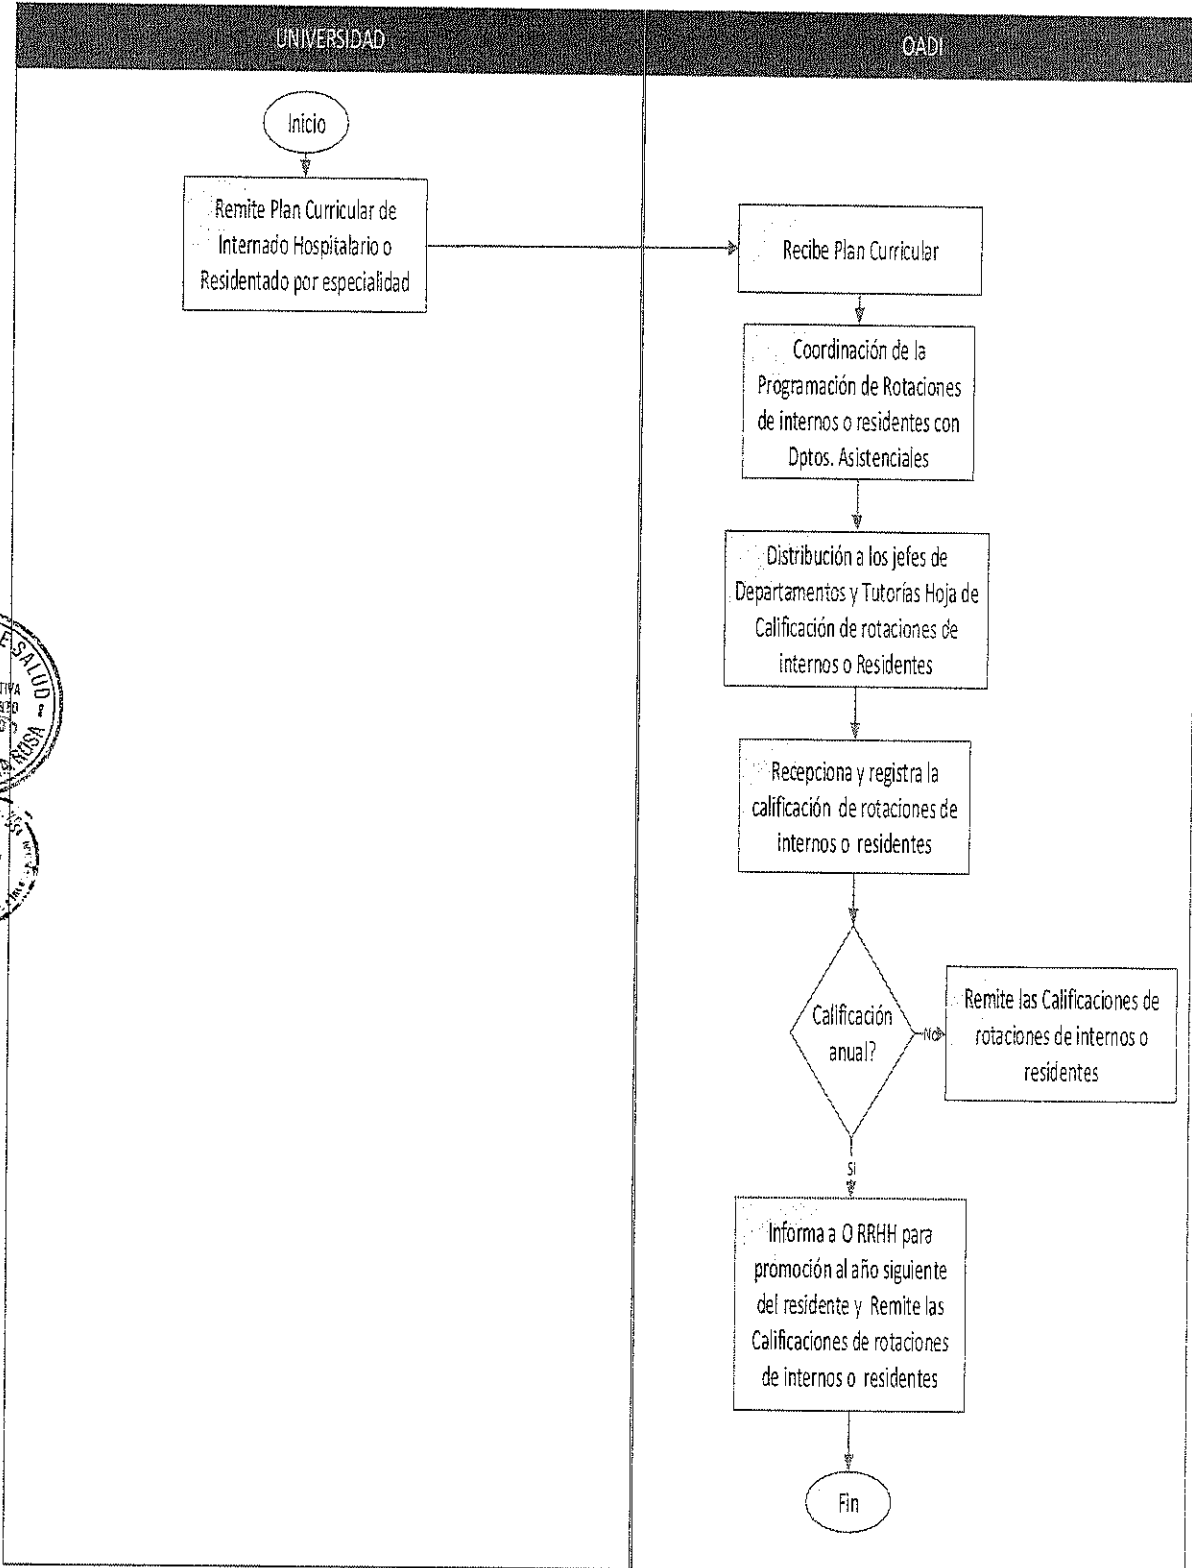 UNIVERSIDAD
OADI
Inicio
Remite Plan Curricular de
Internado Hospitalario o
Residentado por especialidad
Recibe Plan Curricular
Coordinación de la
Programación de Rotaciones
de internos o residentes con
Dptos. Asistenciales
Distribución a los jefes de
Departamentos y Tutorías Hoja de
Calificación de rotaciones de
internos o Residentes
Recepciona y registra la
calificación de rotaciones de
internos o residentes
Calificación
anual?
No
Remite las Calificaciones de
rotaciones de internos o
residentes
Si
Informa a O RRHH para
promoción al año siguiente
del residente y Remite las
Calificaciones de rotaciones
de internos o residentes
Fin
E SALUD
TIVA
ROSA